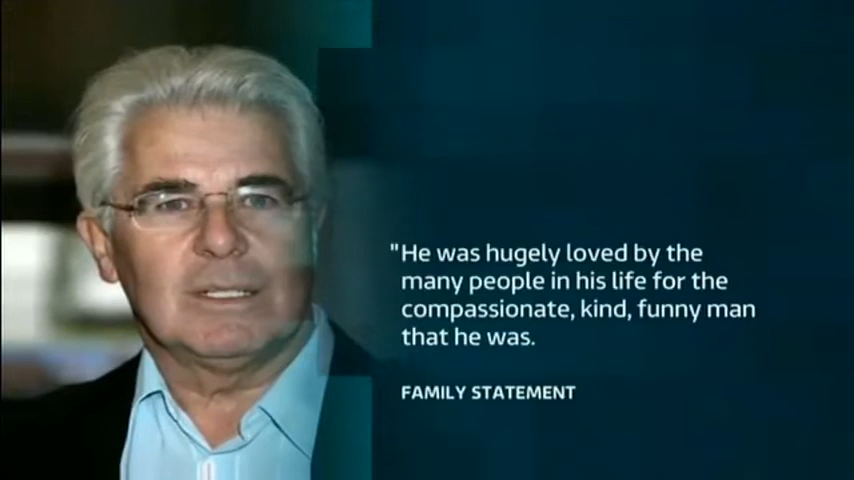 "He was hugely loved by the
many people in his life for the
compassionate, kind, funny man
that he was.
FAMILY STATEMENT